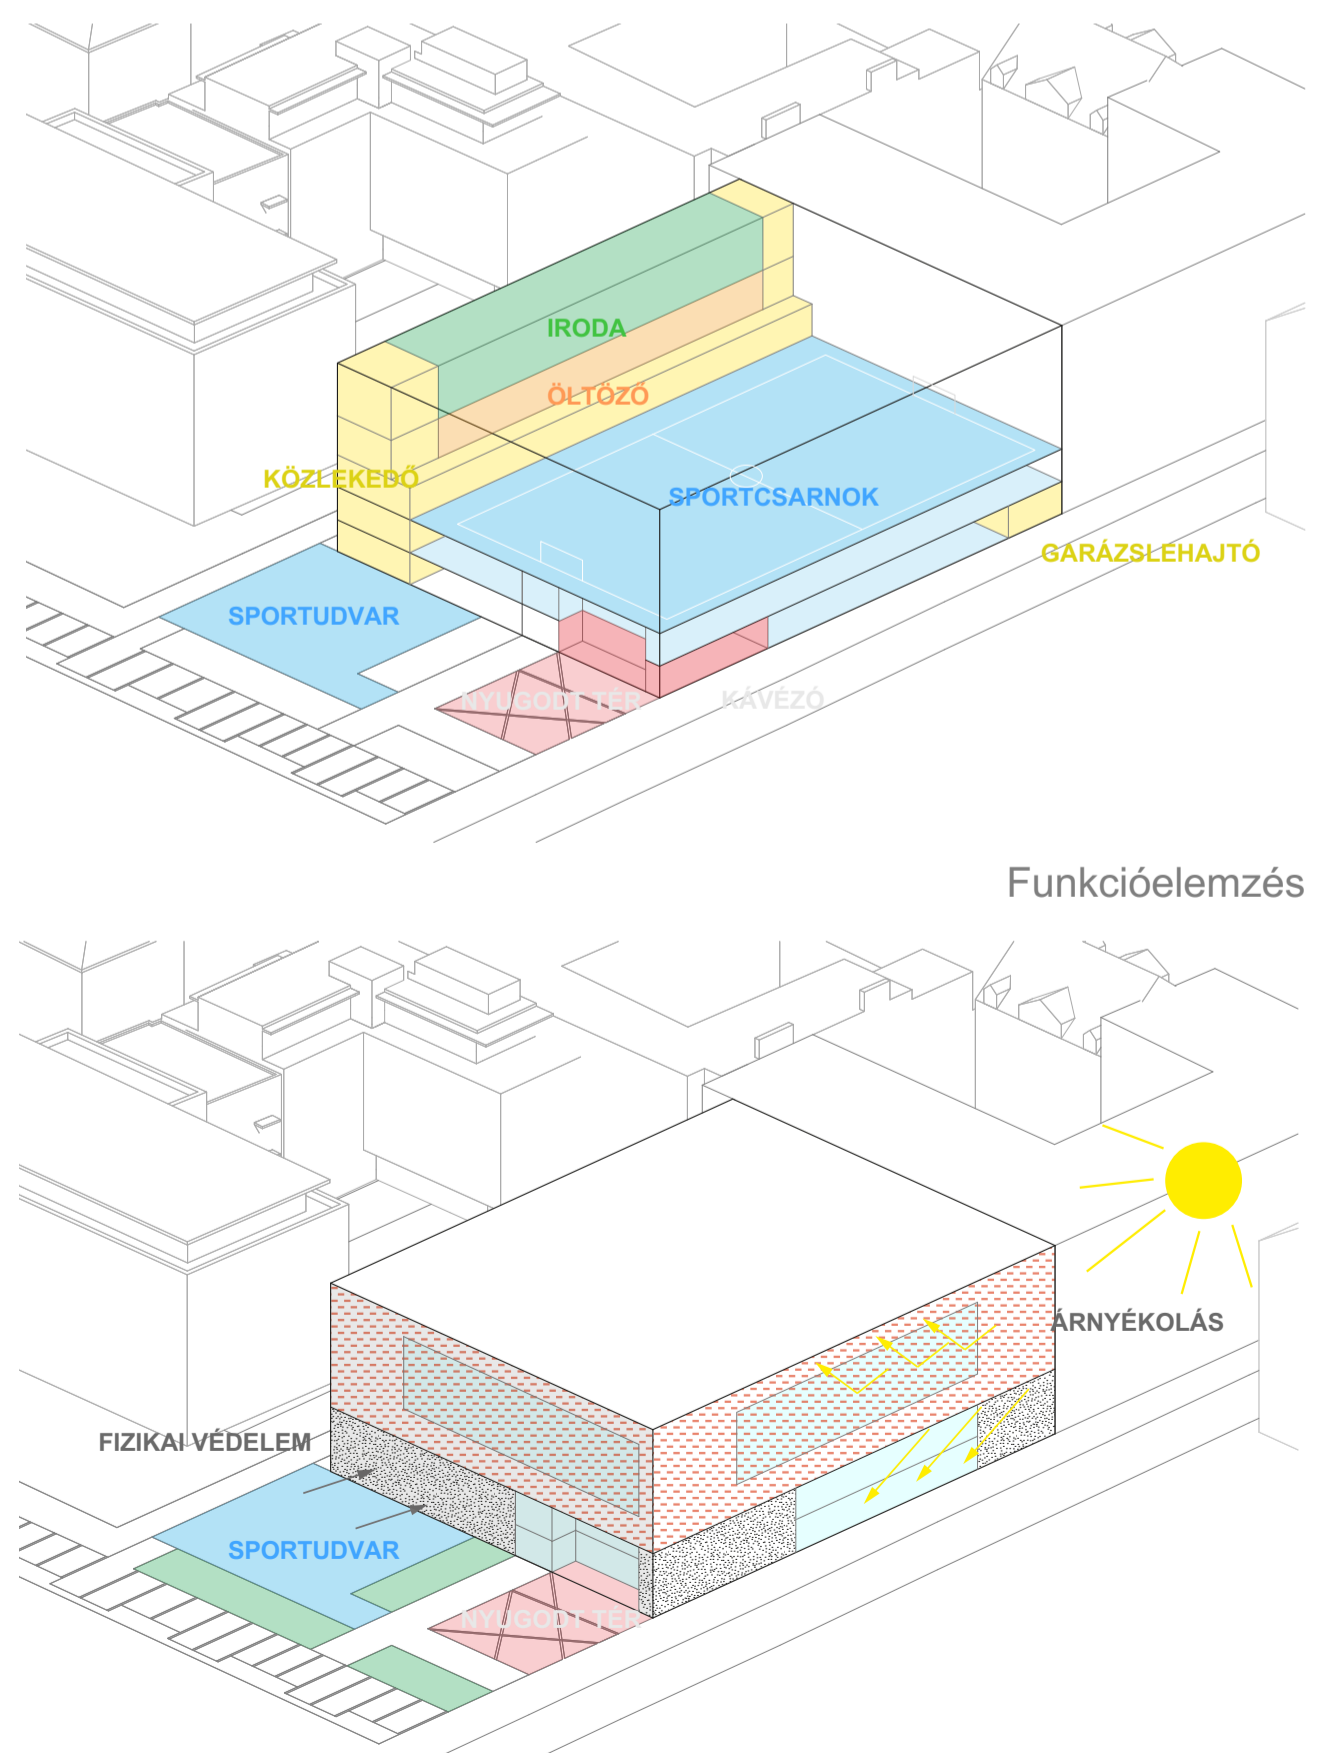 IRODA
ÖLTÖZŐ
KÖZLEKEDŐ
SPORTCSARNOK
GARÁZSLEHAJTÓ
SPORTUDVAR
NYUGODT TÉR
KÁVÉZÓ
Funkcióelemzés
ÁRNYÉKOLÁS
FIZIKAI VÉDELEM
SPORTUDVAR
NYUGODT TÉR